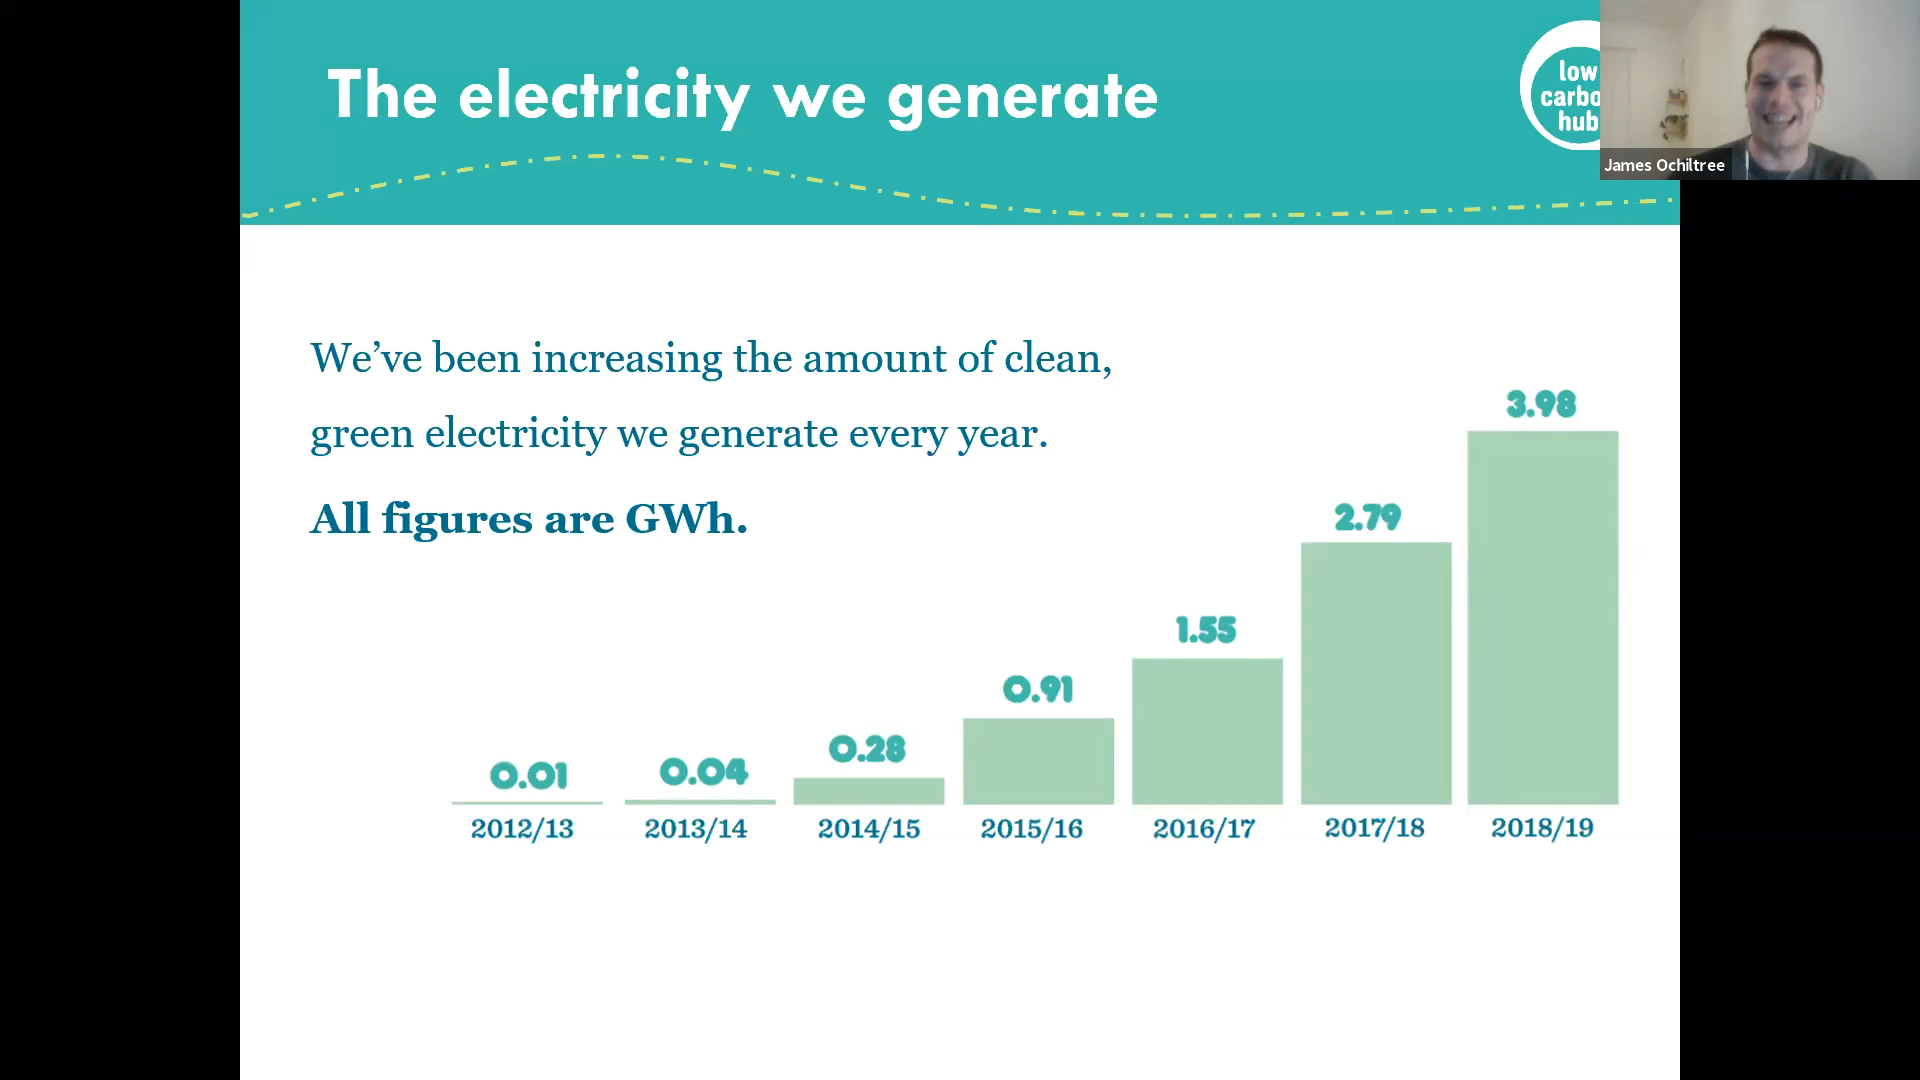 The electricity we generate
low
carbo
hub
James Ochiltree
We’ve been increasing the amount of clean,
green electricity we generate every year.
All figures are GWh.
0.01
0.04
0.28
0.91
1.55
2.79
3.98
2012/13
2013/14
2014/15
2015/16
2016/17
2017/18
2018/19